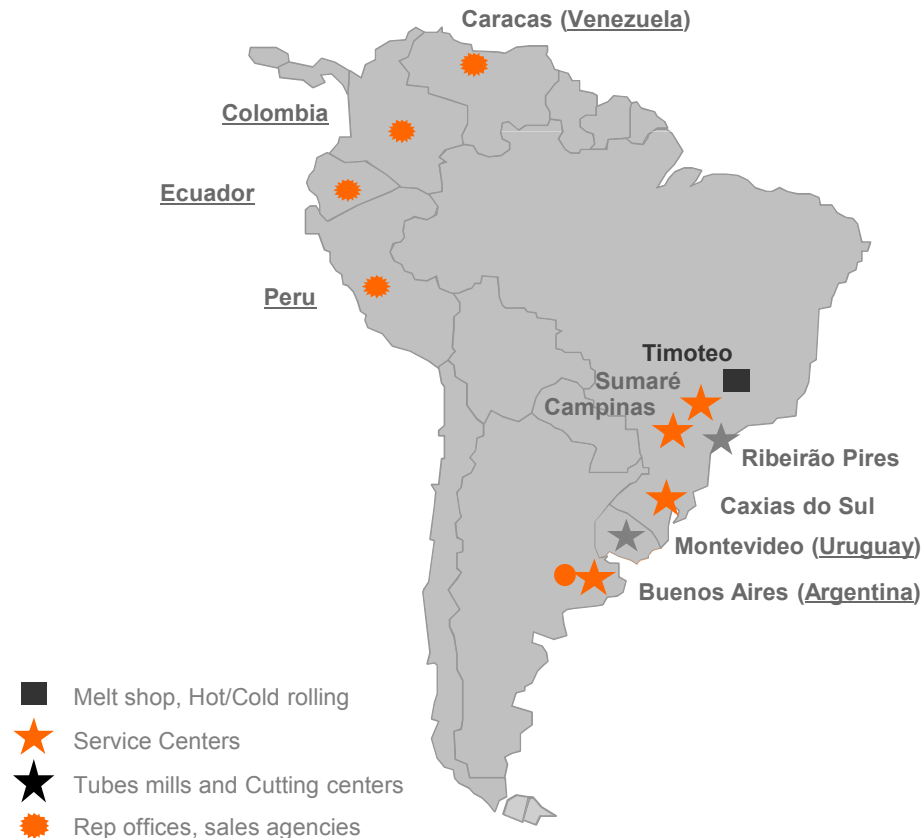 Caracas (Venezuela)
Colombia
Ecuador
Peru
Timoteo
Sumaré
Campinas
Ribeirão Pires
Caxias do Sul
Montevideo (Uruguay)
Buenos Aires (Argentina)
Melt shop, Hot/Cold rolling
Service Centers
Tubes mills and Cutting centers
Rep offices, sales agencies